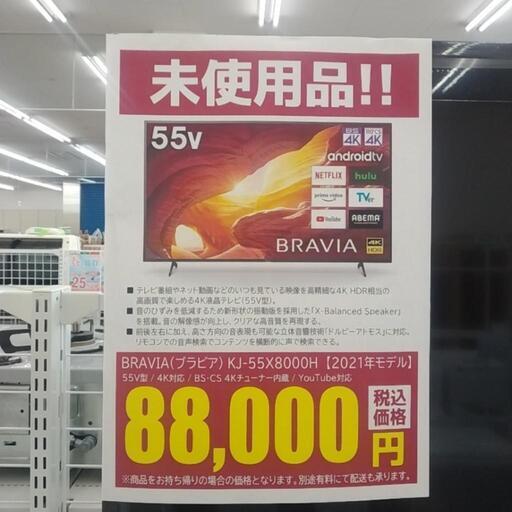 未使用品!!
55v
BS 4K
4K
androidtv
NETFLIX
hulu
prime video
TVer
YouTube
ABEMA
BRAVIA
4K HDR
■ テレビ番組やネット動画などのいつも見ている映像を高精細な4K HDR相当の
高画質で楽しめる4K液晶テレビ(55V型)。
■ 音のひずみを低減するため新形状の振動版を採用した「X-Balanced Speaker」
を搭載。音の解像感が向上し、クリアな高音質を再現する。
■ 前後左右に加え、高さ方向の音表現も可能な立体音響技術「ドルビーアトモス」に対応。
リモコンでの音声検索でコンテンツを横断的に声で検索できる。
BRAVIA(ブラビア) KJ-55X8000H【2021年モデル】
55V型 / 4K対応 / BS・CS 4Kチューナー内蔵 / YouTube対応
88,000円
税込
価格
※商品をお持ち帰りの場合の価格となります。別途有料にて配送も承ります。
25